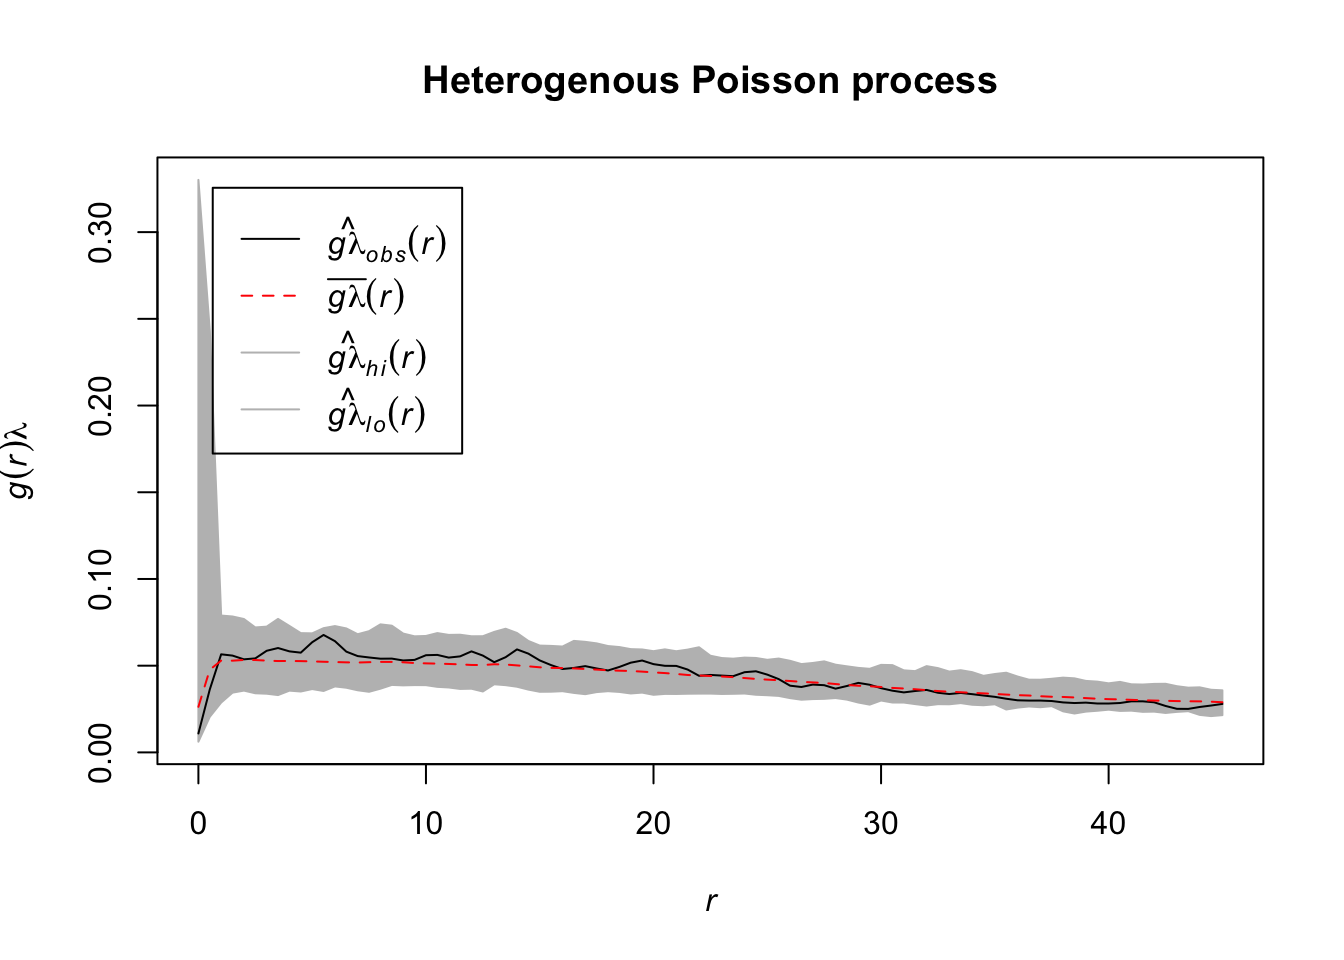 Heterogenous Poisson process
g(r)λ
0.30
0.20
0.10
0.00
ĝλ_obs(r)
g̅λ̅(r)
ĝλ_hi(r)
ĝλ_lo(r)
0 10 20 30 40
r